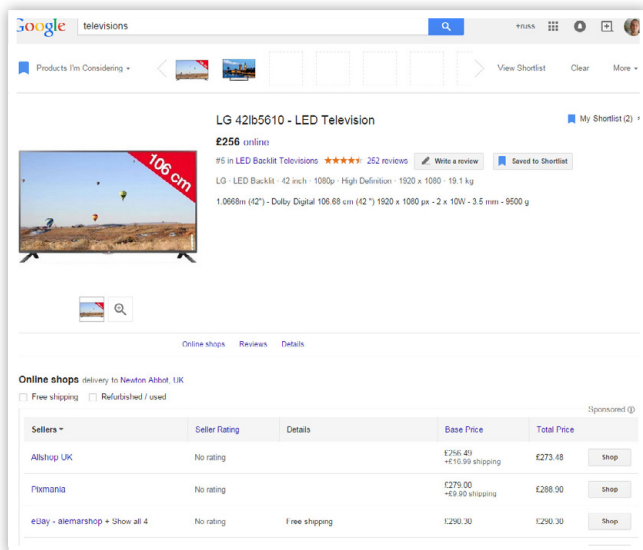 Google televisions
+russ
Products I'm Considering
View Shortlist Clear More
LG 42lb5610 - LED Television
My Shortlist (2)
£256 online
#5 in LED Backlit Televisions 252 reviews Write a review Saved to Shortlist
LG - LED Backlit - 42 inch - 1080p - High Definition - 1920 x 1080 - 19.1 kg
1.0668m (42") - Dolby Digital 106.68 cm (42 ") 1920 x 1080 px - 2 x 10W - 3.5 mm - 9500 g
106 cm
Online shops Reviews Details
Online shops delivery to Newton Abbot, UK
Free shipping Refurbished / used
Sponsored
Sellers Seller Rating Details Base Price Total Price
Allshop UK No rating £256.49 £273.48 Shop
+£16.99 shipping
Pixmania No rating £279.00 £288.90 Shop
+£9.90 shipping
eBay - alemarshop + Show all 4 No rating Free shipping £290.30 £290.30 Shop